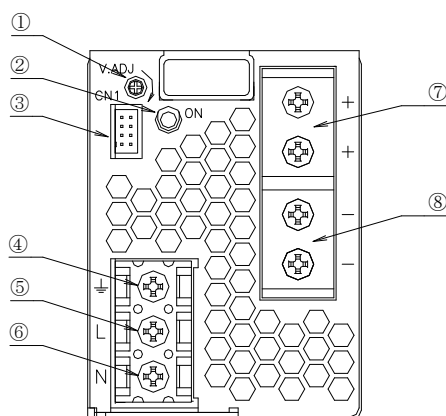 ①
V.ADJ
②
CN1
③
ON
+
⑦
+
−
⑧
−
④
⑤
L
⑥
N